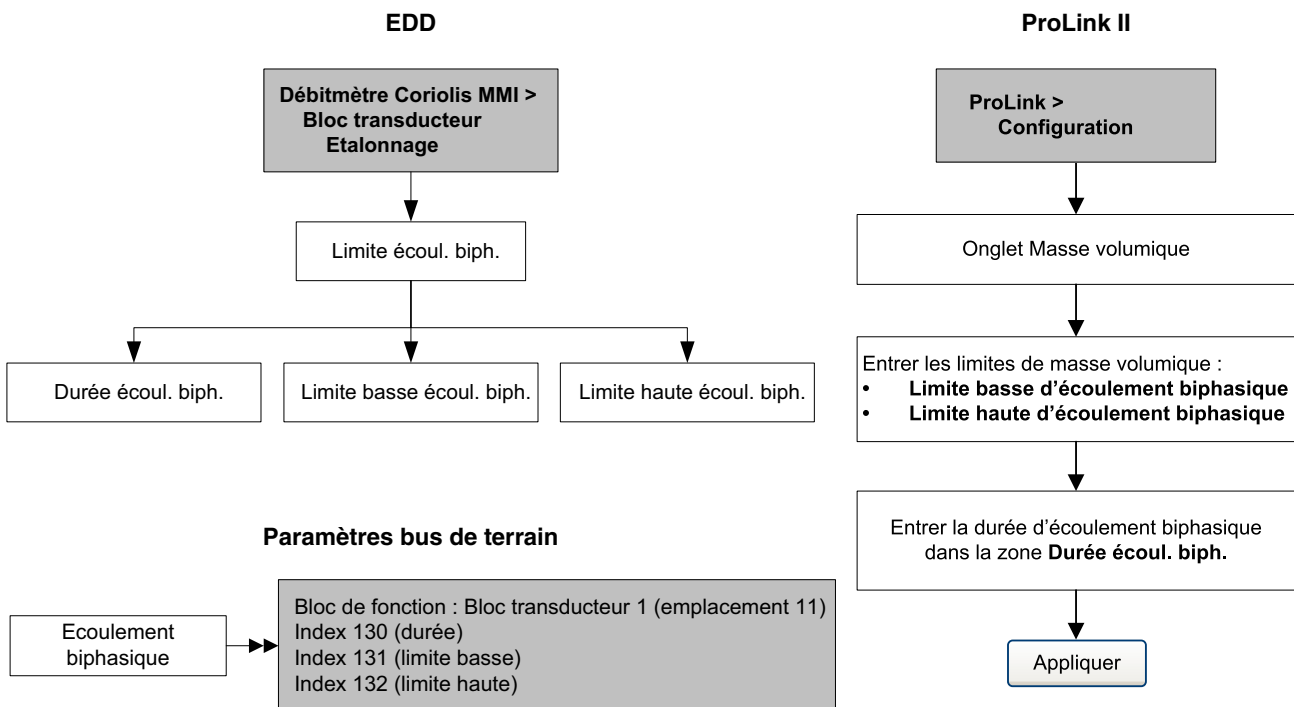 EDD
Débitmètre Coriolis MMI >
Bloc transducteur
Etalonnage
Limite écoul. biph.
Durée écoul. biph.
Limite basse écoul. biph.
Limite haute écoul. biph.
Paramètres bus de terrain
Ecoulement
biphasique
Bloc de fonction : Bloc transducteur 1 (emplacement 11)
Index 130 (durée)
Index 131 (limite basse)
Index 132 (limite haute)
ProLink II
ProLink >
Configuration
Onglet Masse volumique
Entrer les limites de masse volumique :
• Limite basse d’écoulement biphasique
• Limite haute d’écoulement biphasique
Entrer la durée d’écoulement biphasique
dans la zone Durée écoul. biph.
Appliquer